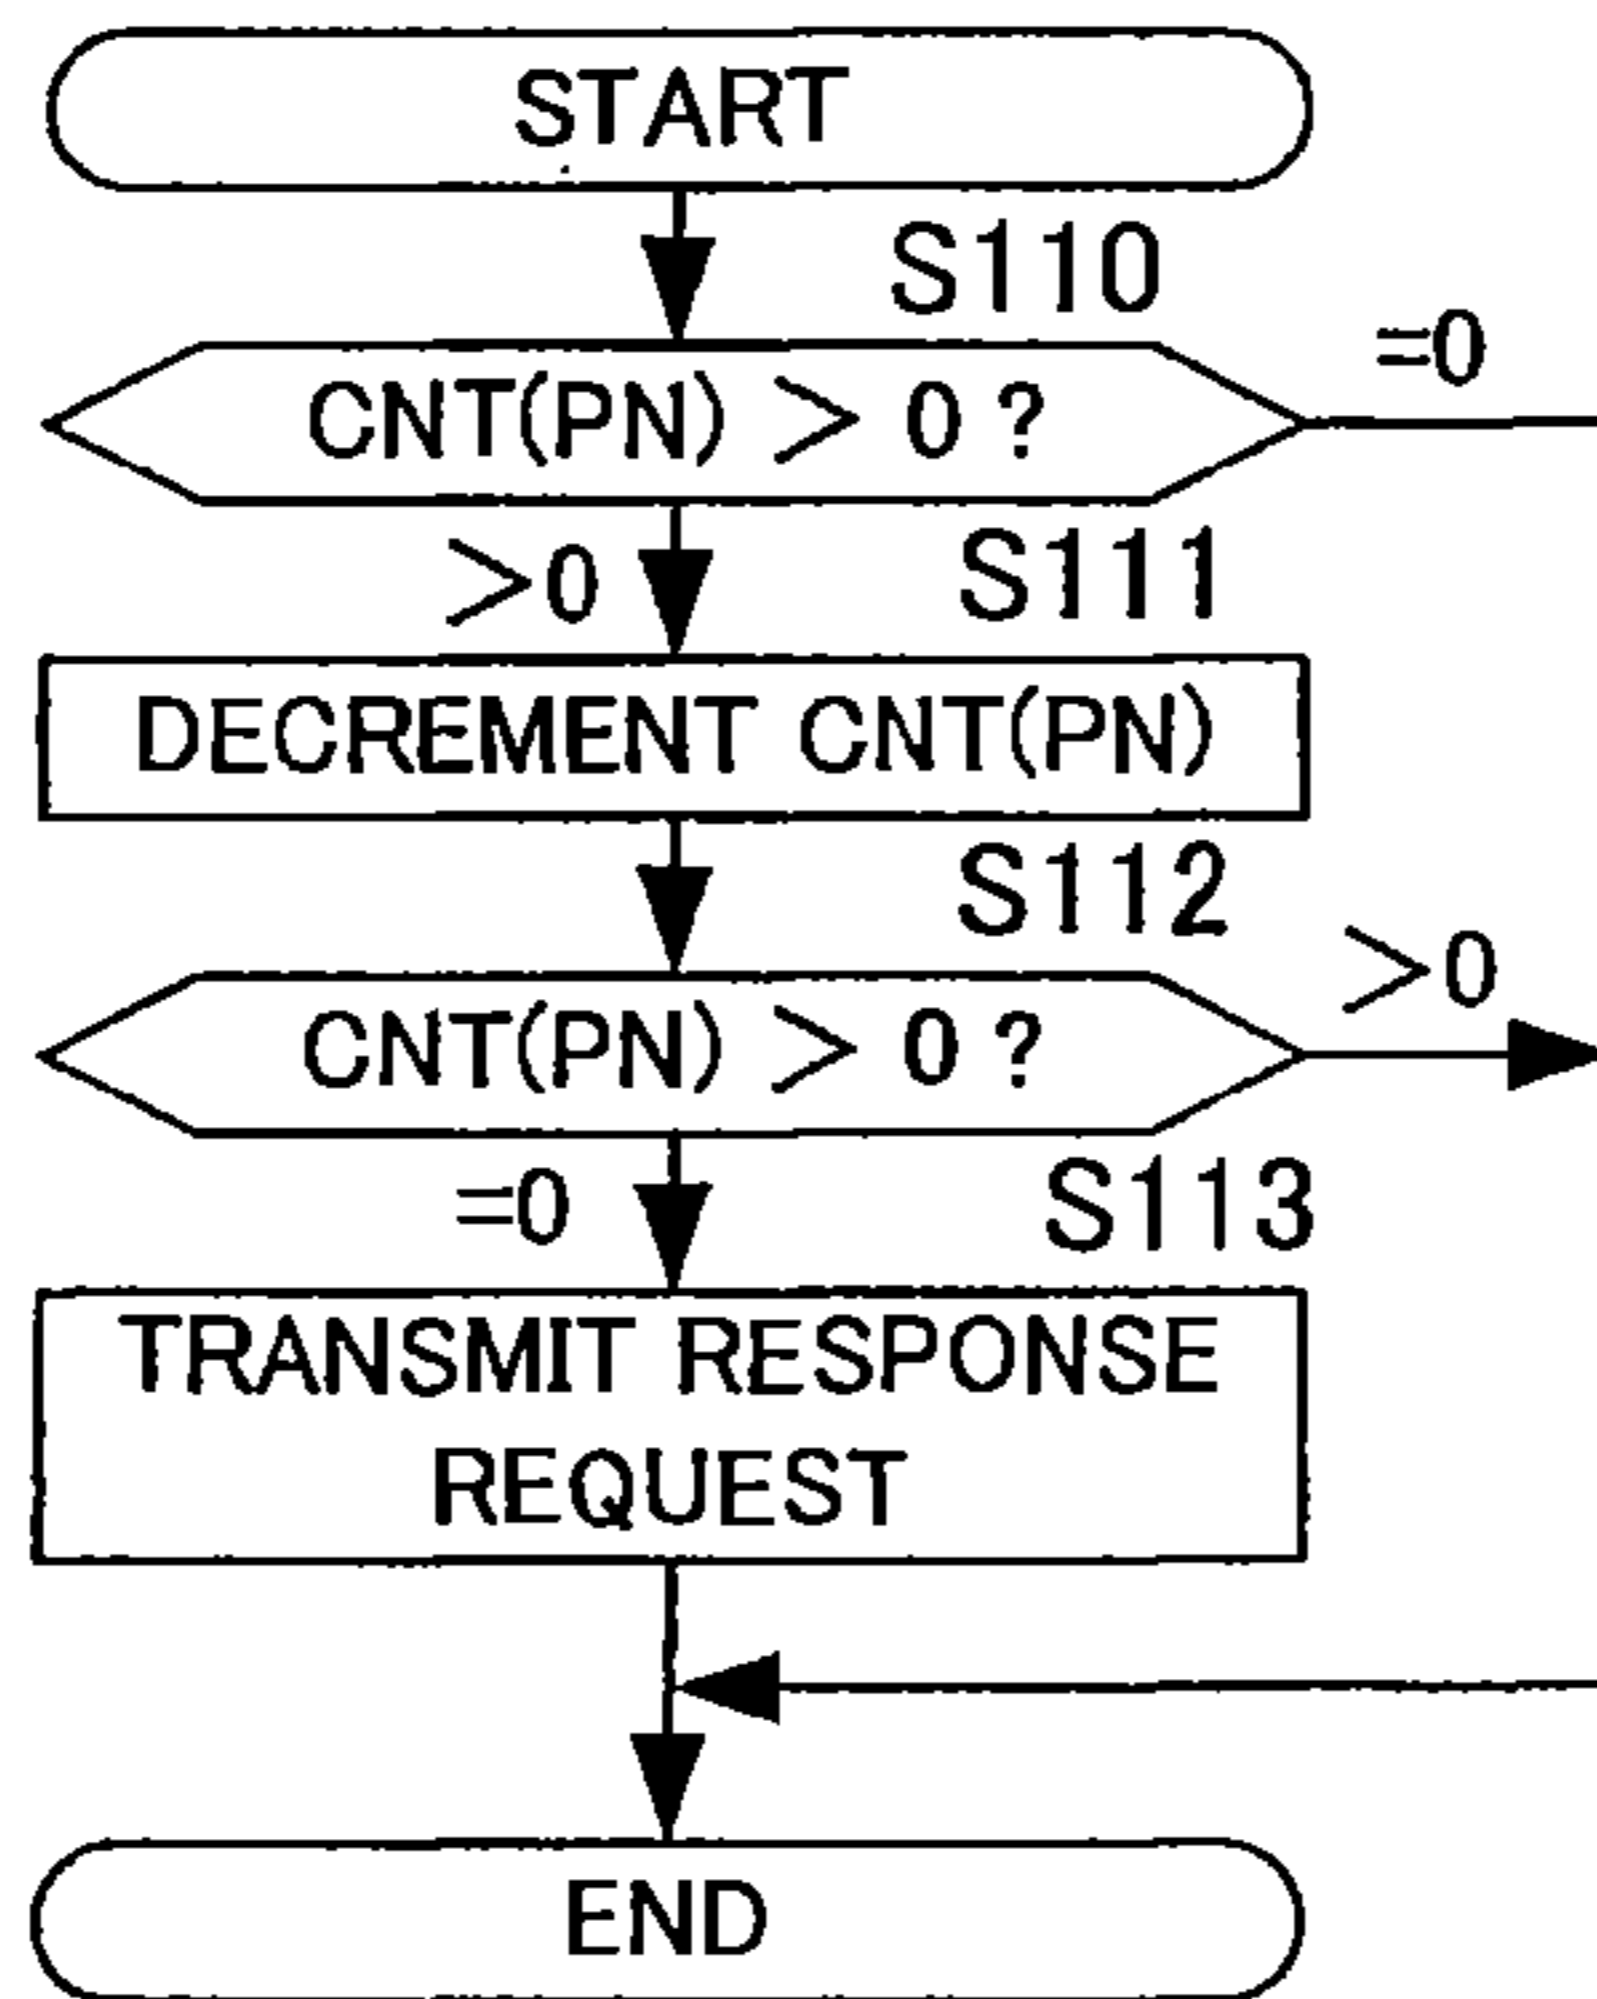 START
S110
=0
CNT(PN) > 0 ?
>0
S111
DECREMENT CNT(PN)
S112
>0
CNT(PN) > 0 ?
=0
S113
TRANSMIT RESPONSE
REQUEST
END